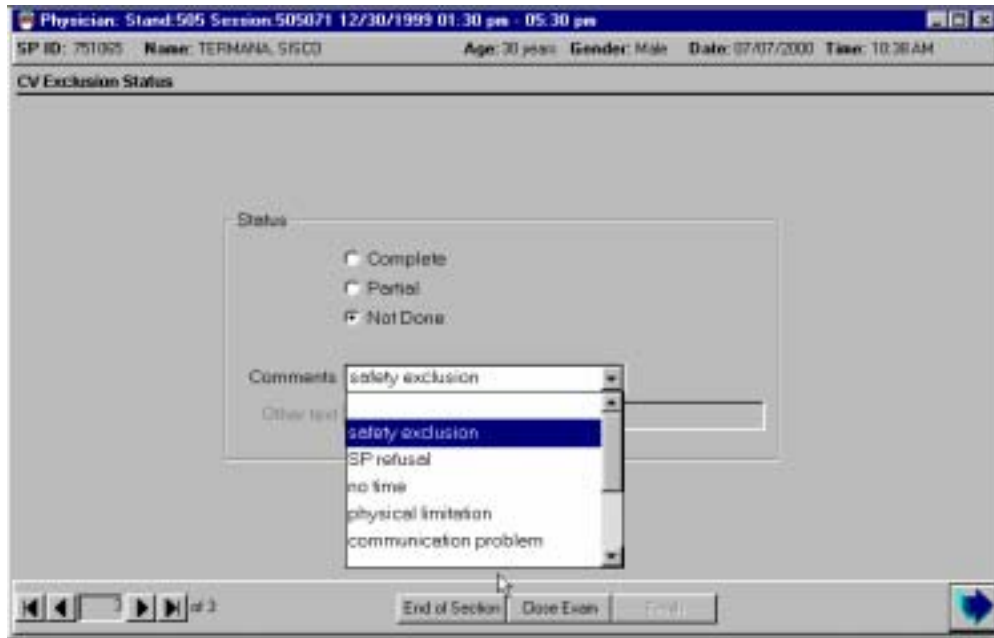 Physician: Stand:505 Session:505071 12/30/1999 01:30 pm - 05:30 pm
SP ID: 751065 Name: TERMANA, SISCO Age: 30 years Gender: Male Date: 07/07/2000 Time: 10:38 AM
CV Exclusion Status
Status
Complete
Partial
Not Done
Comments safety exclusion
Other text
safety exclusion
SP refusal
no time
physical limitation
communication problem
3 of 3
End of Section Close Exam